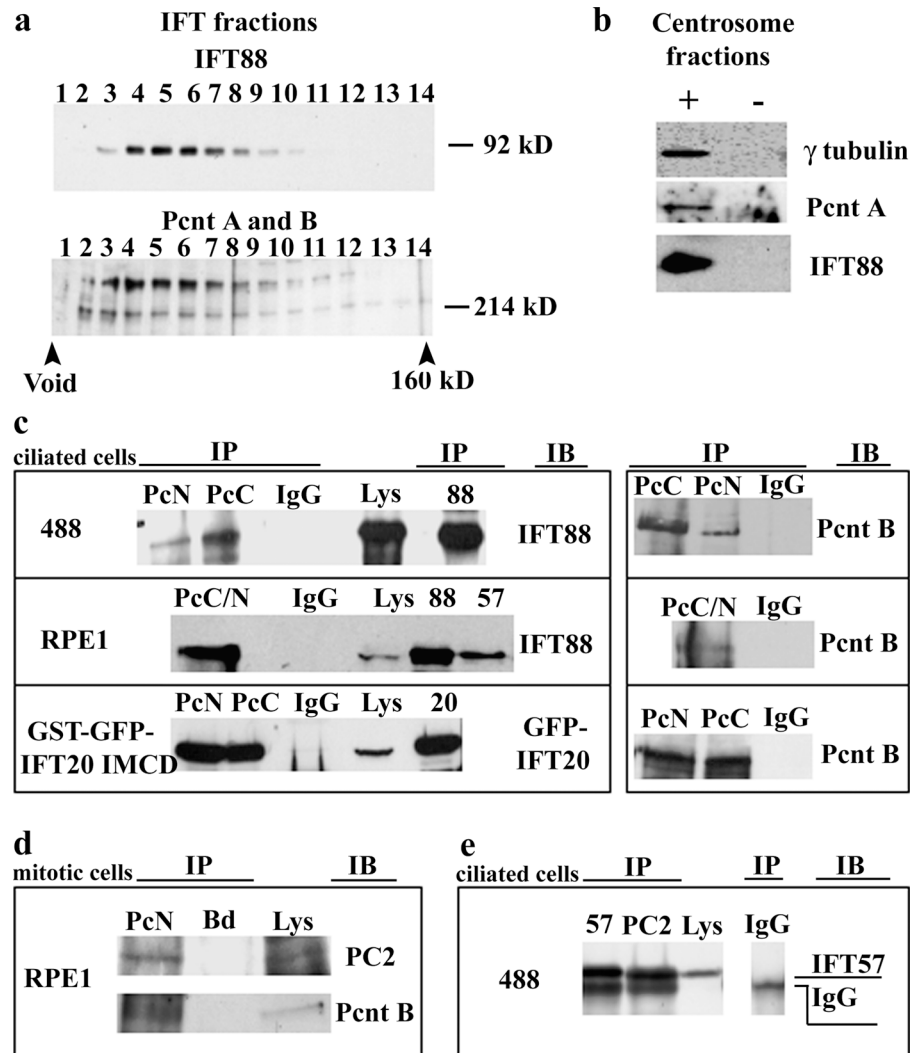 a
IFT fractions
IFT88
1 2 3 4 5 6 7 8 9 10 11 12 13 14
92 kD
Pcnt A and B
1 2 3 4 5 6 7 8 9 10 11 12 13 14
214 kD
Void
160 kD
b
Centrosome
fractions
+ -
γ tubulin
Pcnt A
IFT88
c
ciliated cells IP IP IB IP IB
PcN PcC IgG Lys 88
488
IFT88
PcC PcN IgG
Pcnt B
PcC/N IgG Lys 88 57
RPE1
IFT88
PcC/N IgG
Pcnt B
PcN PcC IgG Lys 20
GST-GFP-
IFT20 IMCD
GFP-
IFT20
PcN PcC IgG
Pcnt B
d
mitotic cells IP IB
PcN Bd Lys
RPE1
PC2
Pcnt B
e
ciliated cells IP IP IB
57 PC2 Lys IgG
488
IFT57
IgG